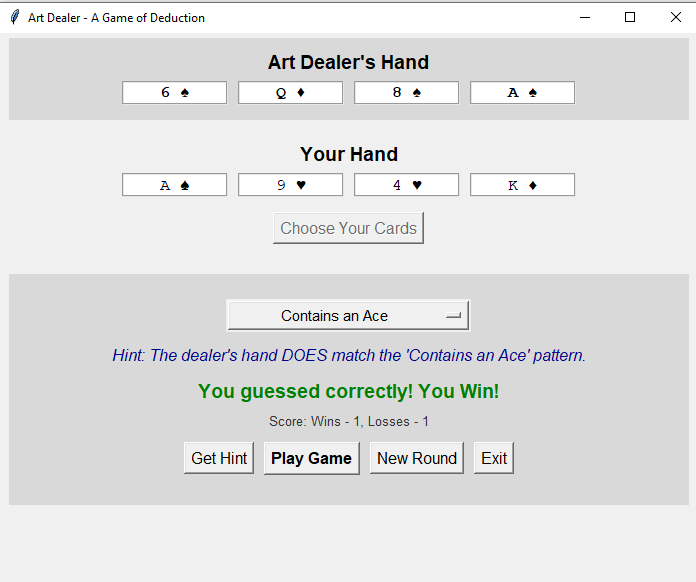 Art Dealer - A Game of Deduction
Art Dealer's Hand
6 ♠ Q ♦ 8 ♠ A ♠
Your Hand
A ♠ 9 ♥ 4 ♥ K ♦
Choose Your Cards
Contains an Ace
Hint: The dealer's hand DOES match the 'Contains an Ace' pattern.
You guessed correctly! You Win!
Score: Wins - 1, Losses - 1
Get Hint Play Game New Round Exit